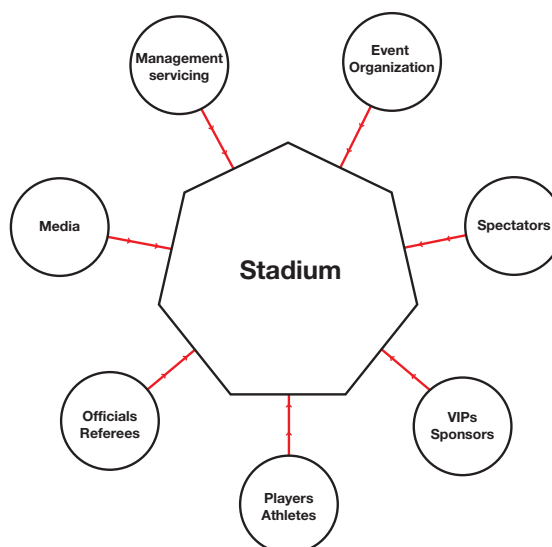 Management
servicing
Event
Organization
Media
Spectators
Stadium
Officials
Referees
VIPs
Sponsors
Players
Athletes